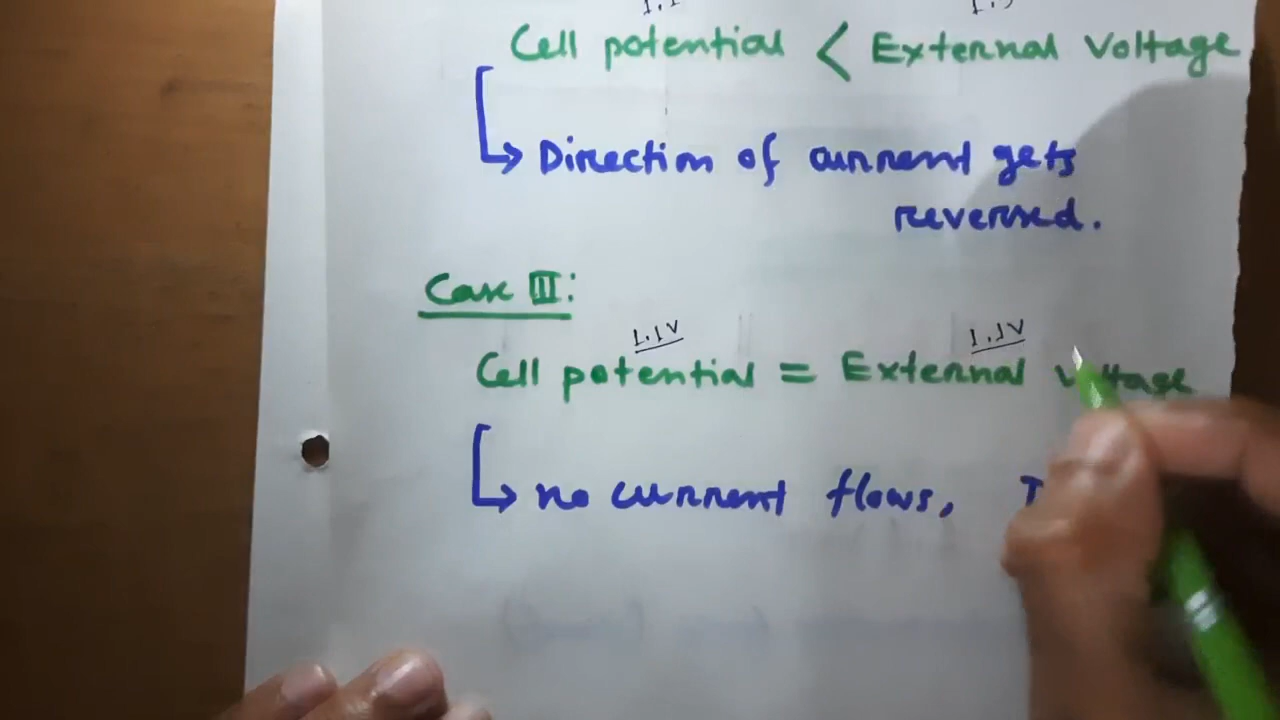 Cell potential < External Voltage
Direction of current gets
reversed.
Case III:
1.1V 1.1V
Cell potential = External voltage
no current flows, I